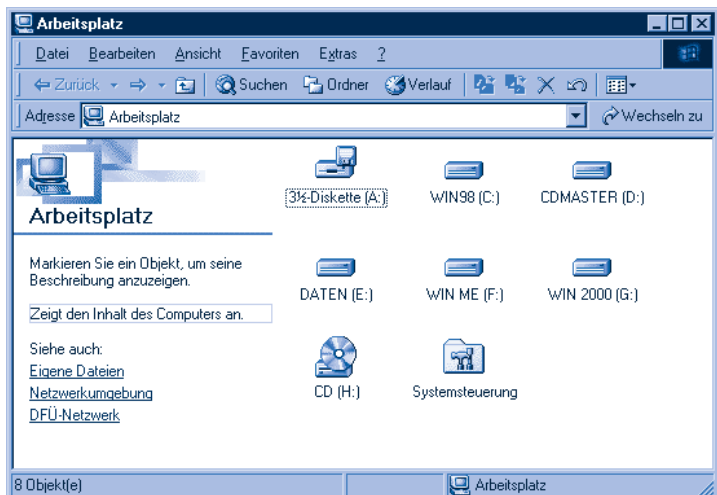 Arbeitsplatz
Datei Bearbeiten Ansicht Favoriten Extras ?
Zurück Suchen Ordner Verlauf
Adresse Arbeitsplatz Wechseln zu
Arbeitsplatz
Markieren Sie ein Objekt, um seine
Beschreibung anzuzeigen.
Zeigt den Inhalt des Computers an.
Siehe auch:
Eigene Dateien
Netzwerkumgebung
DFÜ-Netzwerk
3½-Diskette (A:) WIN98 (C:) CDMASTER (D:)
DATEN (E:) WIN ME (F:) WIN 2000 (G:)
CD (H:) Systemsteuerung
8 Objekt(e) Arbeitsplatz